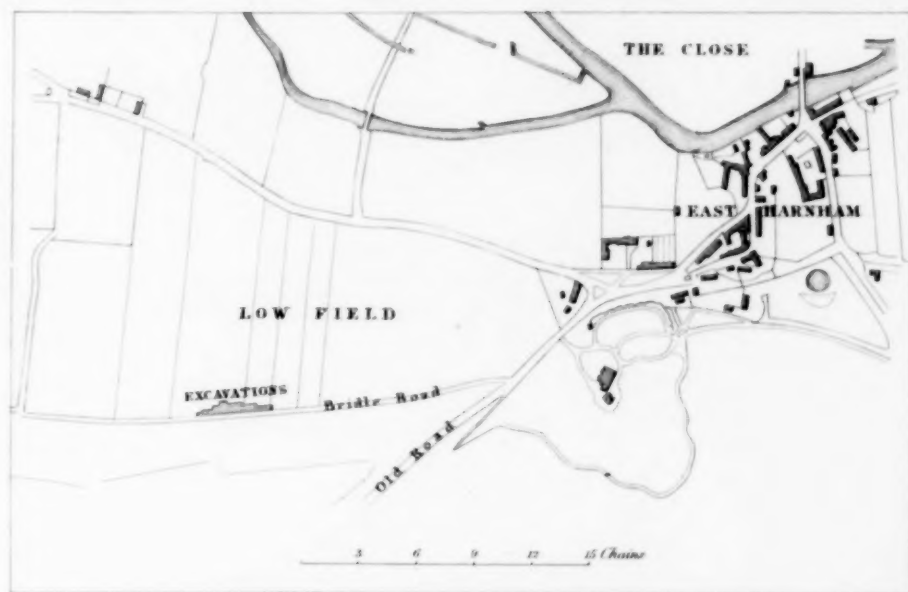 THE CLOSE
EAST HARNHAM
LOW FIELD
EXCAVATIONS
Bridle Road
Old Road
3 6 9 12 15 Chains